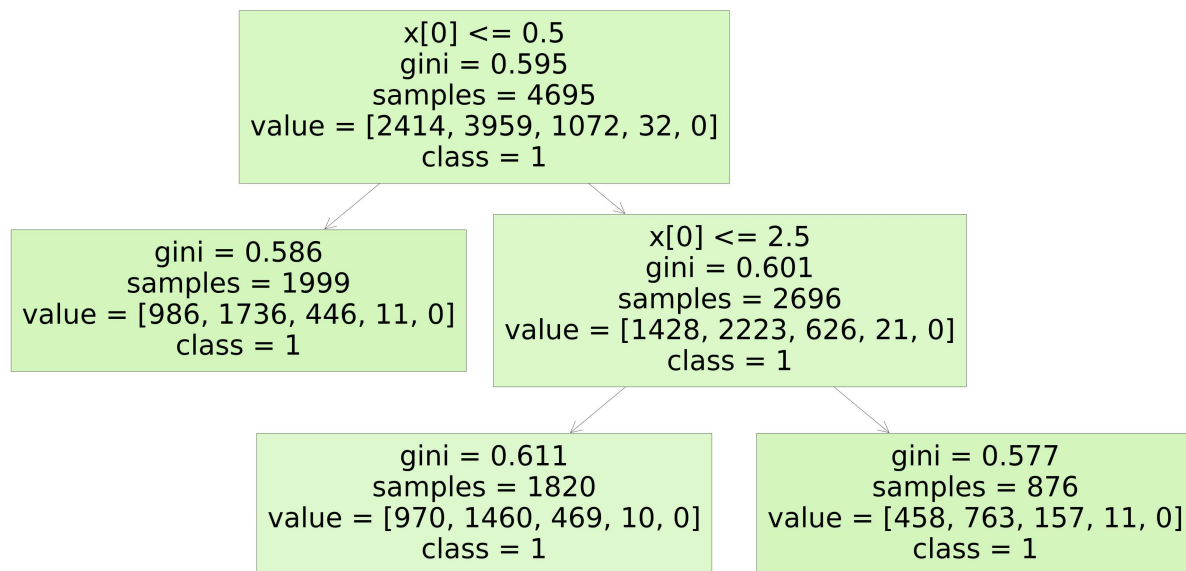 x[0] <= 0.5
gini = 0.595
samples = 4695
value = [2414, 3959, 1072, 32, 0]
class = 1
gini = 0.586
samples = 1999
value = [986, 1736, 446, 11, 0]
class = 1
x[0] <= 2.5
gini = 0.601
samples = 2696
value = [1428, 2223, 626, 21, 0]
class = 1
gini = 0.611
samples = 1820
value = [970, 1460, 469, 10, 0]
class = 1
gini = 0.577
samples = 876
value = [458, 763, 157, 11, 0]
class = 1